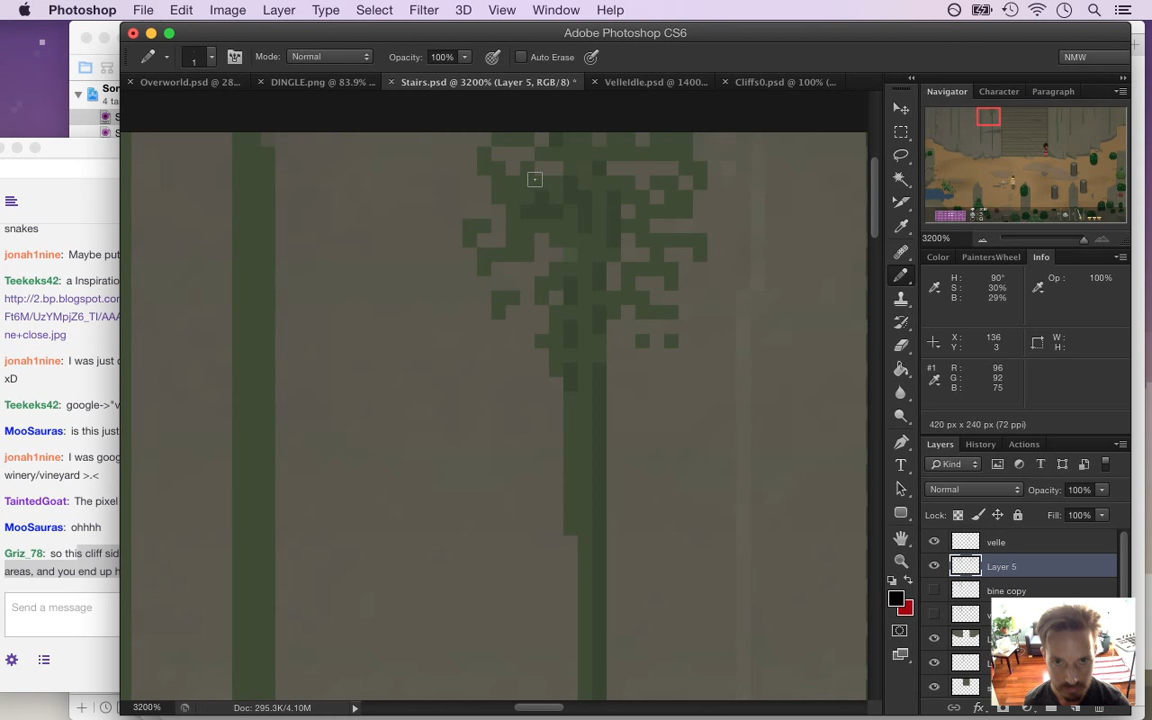 Photoshop File Edit Image Layer Type Select Filter 3D View Window Help
Adobe Photoshop CS6
1 Mode: Normal Opacity: 100% Auto Erase NMW
Overworld.psd @ 28... DINGLE.png @ 83.9% ... Stairs.psd @ 3200% (Layer 5, RGB/8) * VelleIdle.psd @ 1400... Cliffs0.psd @ 100% (...
Navigator Character Paragraph
3200%
Color PaintersWheel Info
H: 90° Op: 100%
S: 30%
B: 29%
X: 136 W:
Y: 3 H:
#1 R: 96
G: 92
B: 75
420 px x 240 px (72 ppi)
Layers History Actions
Kind
Normal Opacity: 100%
Lock: Fill: 100%
velle
Layer 5
bine copy
3200% Doc: 295.3K/4.10M
Son
4 ta
S
S
snakes
jonah1nine: Maybe put
Teekeks42: a Inspiratio
http://2.bp.blogspot.com
Ft6M/UzYMpjZ6_TI/AAA
ne+close.jpg
jonah1nine: I was just c
xD
Teekeks42: google->"v
MooSauras: is this just
jonah1nine: I was goog
winery/vineyard >.<
TaintedGoat: The pixel
MooSauras: ohhhh
Griz_78: so this cliff sid
areas, and you end up h
Send a message